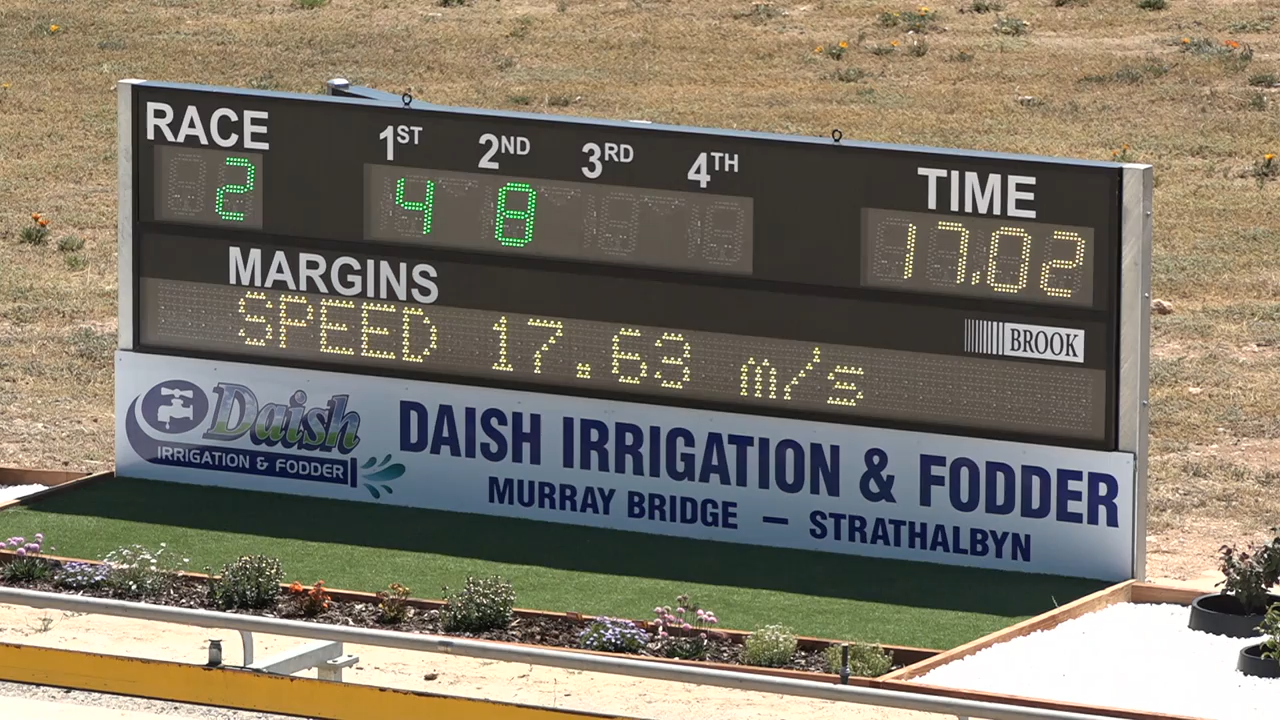 RACE 1ST 2ND 3RD 4TH TIME
2 4 8 17.02
MARGINS
BROOK
SPEED 17.63 m/s
Daish
IRRIGATION & FODDER
DAISH IRRIGATION & FODDER
MURRAY BRIDGE – STRATHALBYN